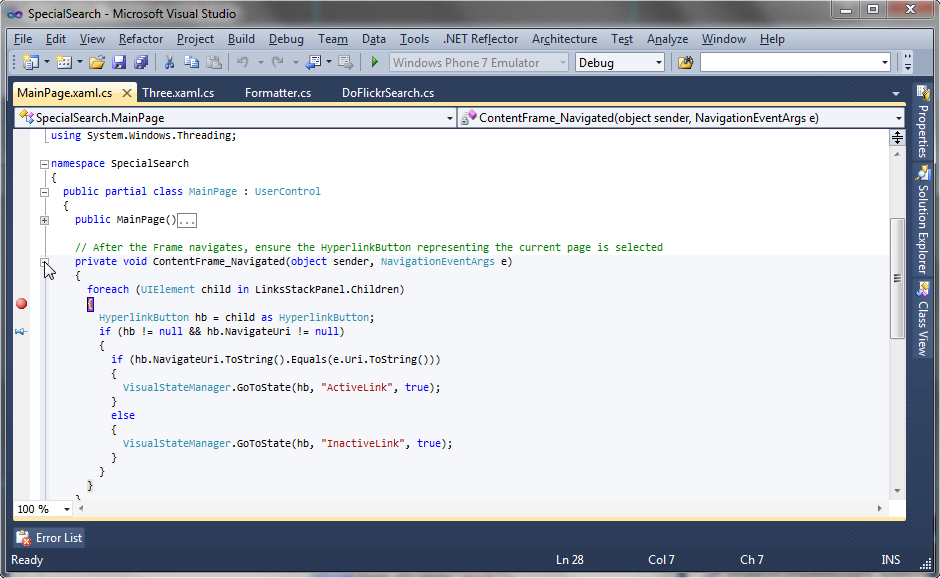 SpecialSearch - Microsoft Visual Studio
File Edit View Refactor Project Build Debug Team Data Tools .NET Reflector Architecture Test Analyze Window Help
Windows Phone 7 Emulator Debug
MainPage.xaml.cs Three.xaml.cs Formatter.cs DoFlickrSearch.cs
SpecialSearch.MainPage ContentFrame_Navigated(object sender, NavigationEventArgs e)
using System.Windows.Threading;
namespace SpecialSearch
{
public partial class MainPage : UserControl
{
public MainPage()...
// After the Frame navigates, ensure the HyperlinkButton representing the current page is selected
private void ContentFrame_Navigated(object sender, NavigationEventArgs e)
{
foreach (UIElement child in LinksStackPanel.Children)
{
HyperlinkButton hb = child as HyperlinkButton;
if (hb != null && hb.NavigateUri != null)
{
if (hb.NavigateUri.ToString().Equals(e.Uri.ToString()))
{
VisualStateManager.GoToState(hb, "ActiveLink", true);
}
else
{
VisualStateManager.GoToState(hb, "InactiveLink", true);
}
}
}
}
100 %
Properties
Solution Explorer
Class View
Error List
Ready Ln 28 Col 7 Ch 7 INS